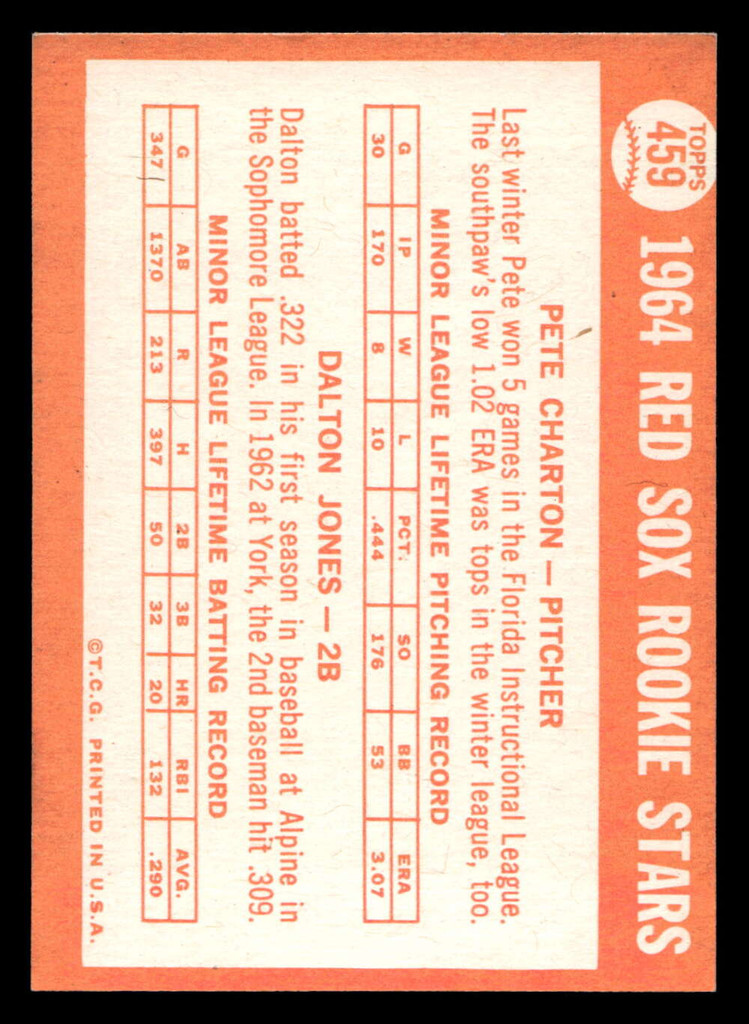 TOPPS
459
1964 RED SOX ROOKIE STARS
PETE CHARTON — PITCHER
Last winter Pete won 5 games in the Florida Instructional League.
The southpaw's low 1.02 ERA was tops in the winter league, too.
MINOR LEAGUE LIFETIME PITCHING RECORD
G IP W L PCT. SO BB ERA
30 170 8 10 .444 176 53 3.07
DALTON JONES — 2B
Dalton batted .322 in his first season in baseball at Alpine in
the Sophomore League. In 1962 at York, the 2nd baseman hit .309.
MINOR LEAGUE LIFETIME BATTING RECORD
G AB R H 2B 3B HR RBI AVG.
347 1370 213 397 50 32 20 132 .290
©T.C.G. PRINTED IN U.S.A.